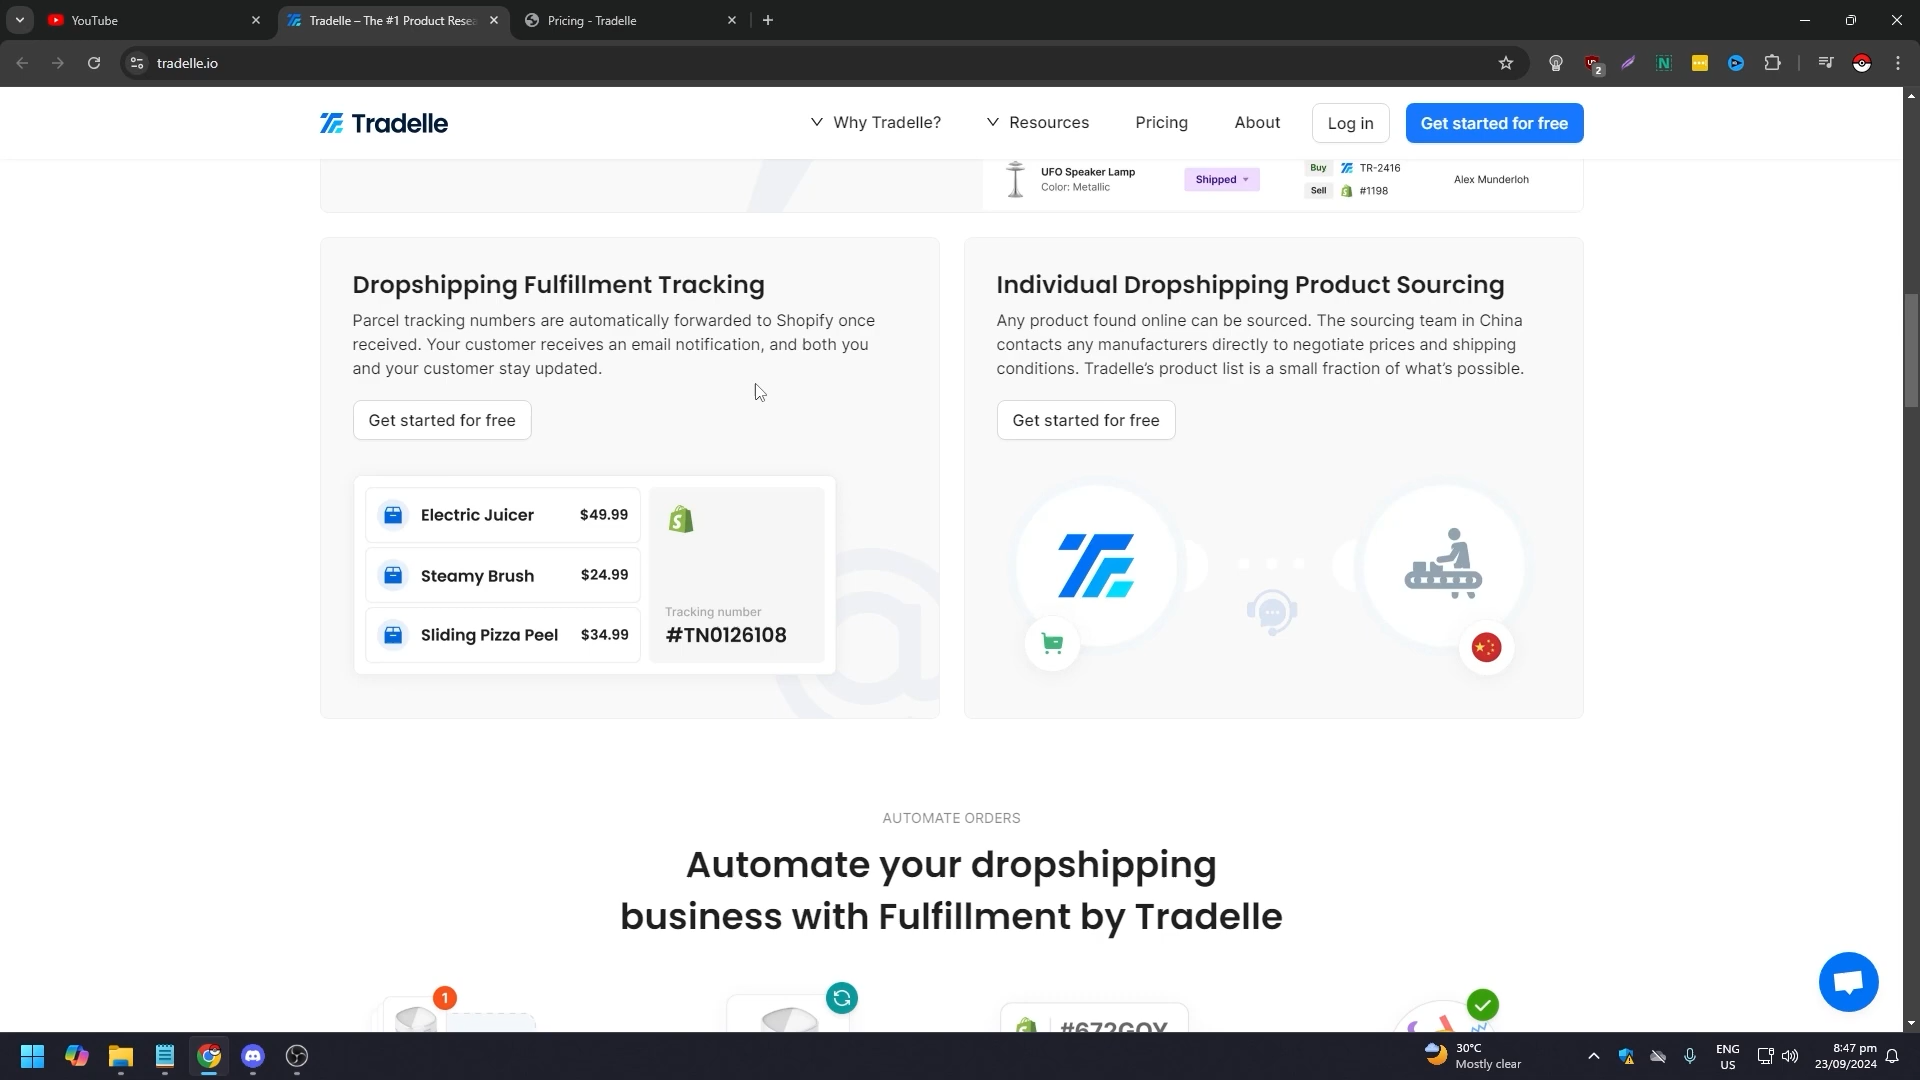 YouTube
Tradelle – The #1 Product Resea
Pricing - Tradelle
tradelle.io
2
Tradelle
Why Tradelle?
Resources
Pricing
About
Log in
Get started for free
UFO Speaker Lamp
Color: Metallic
Shipped
Buy
TR-2416
Sell
#1198
Alex Munderloh
Dropshipping Fulfillment Tracking
Parcel tracking numbers are automatically forwarded to Shopify once
received. Your customer receives an email notification, and both you
and your customer stay updated.
Get started for free
Electric Juicer $49.99
Steamy Brush $24.99
Sliding Pizza Peel $34.99
Tracking number
#TN0126108
Individual Dropshipping Product Sourcing
Any product found online can be sourced. The sourcing team in China
contacts any manufacturers directly to negotiate prices and shipping
conditions. Tradelle’s product list is a small fraction of what’s possible.
Get started for free
AUTOMATE ORDERS
Automate your dropshipping
business with Fulfillment by Tradelle
1
#672GQY
30°C
Mostly clear
ENG
US
8:47 pm
23/09/2024